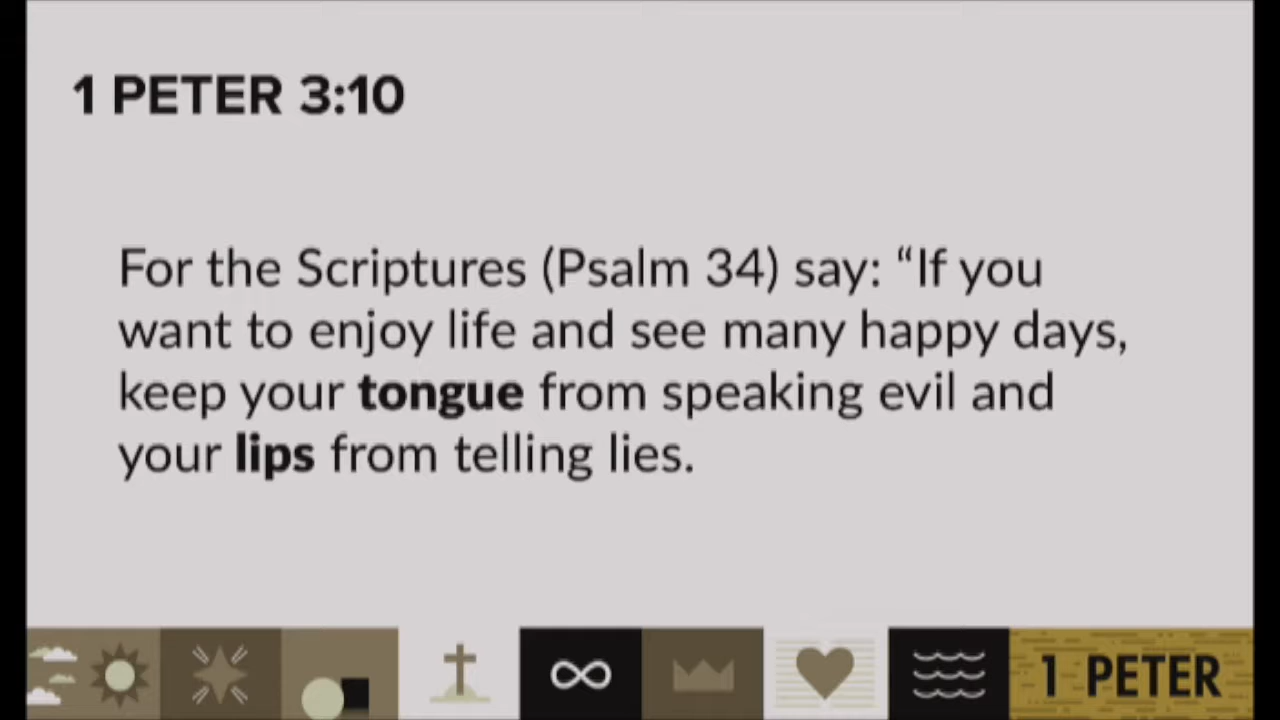 1 PETER 3:10
For the Scriptures (Psalm 34) say: “If you
want to enjoy life and see many happy days,
keep your tongue from speaking evil and
your lips from telling lies.
1 PETER